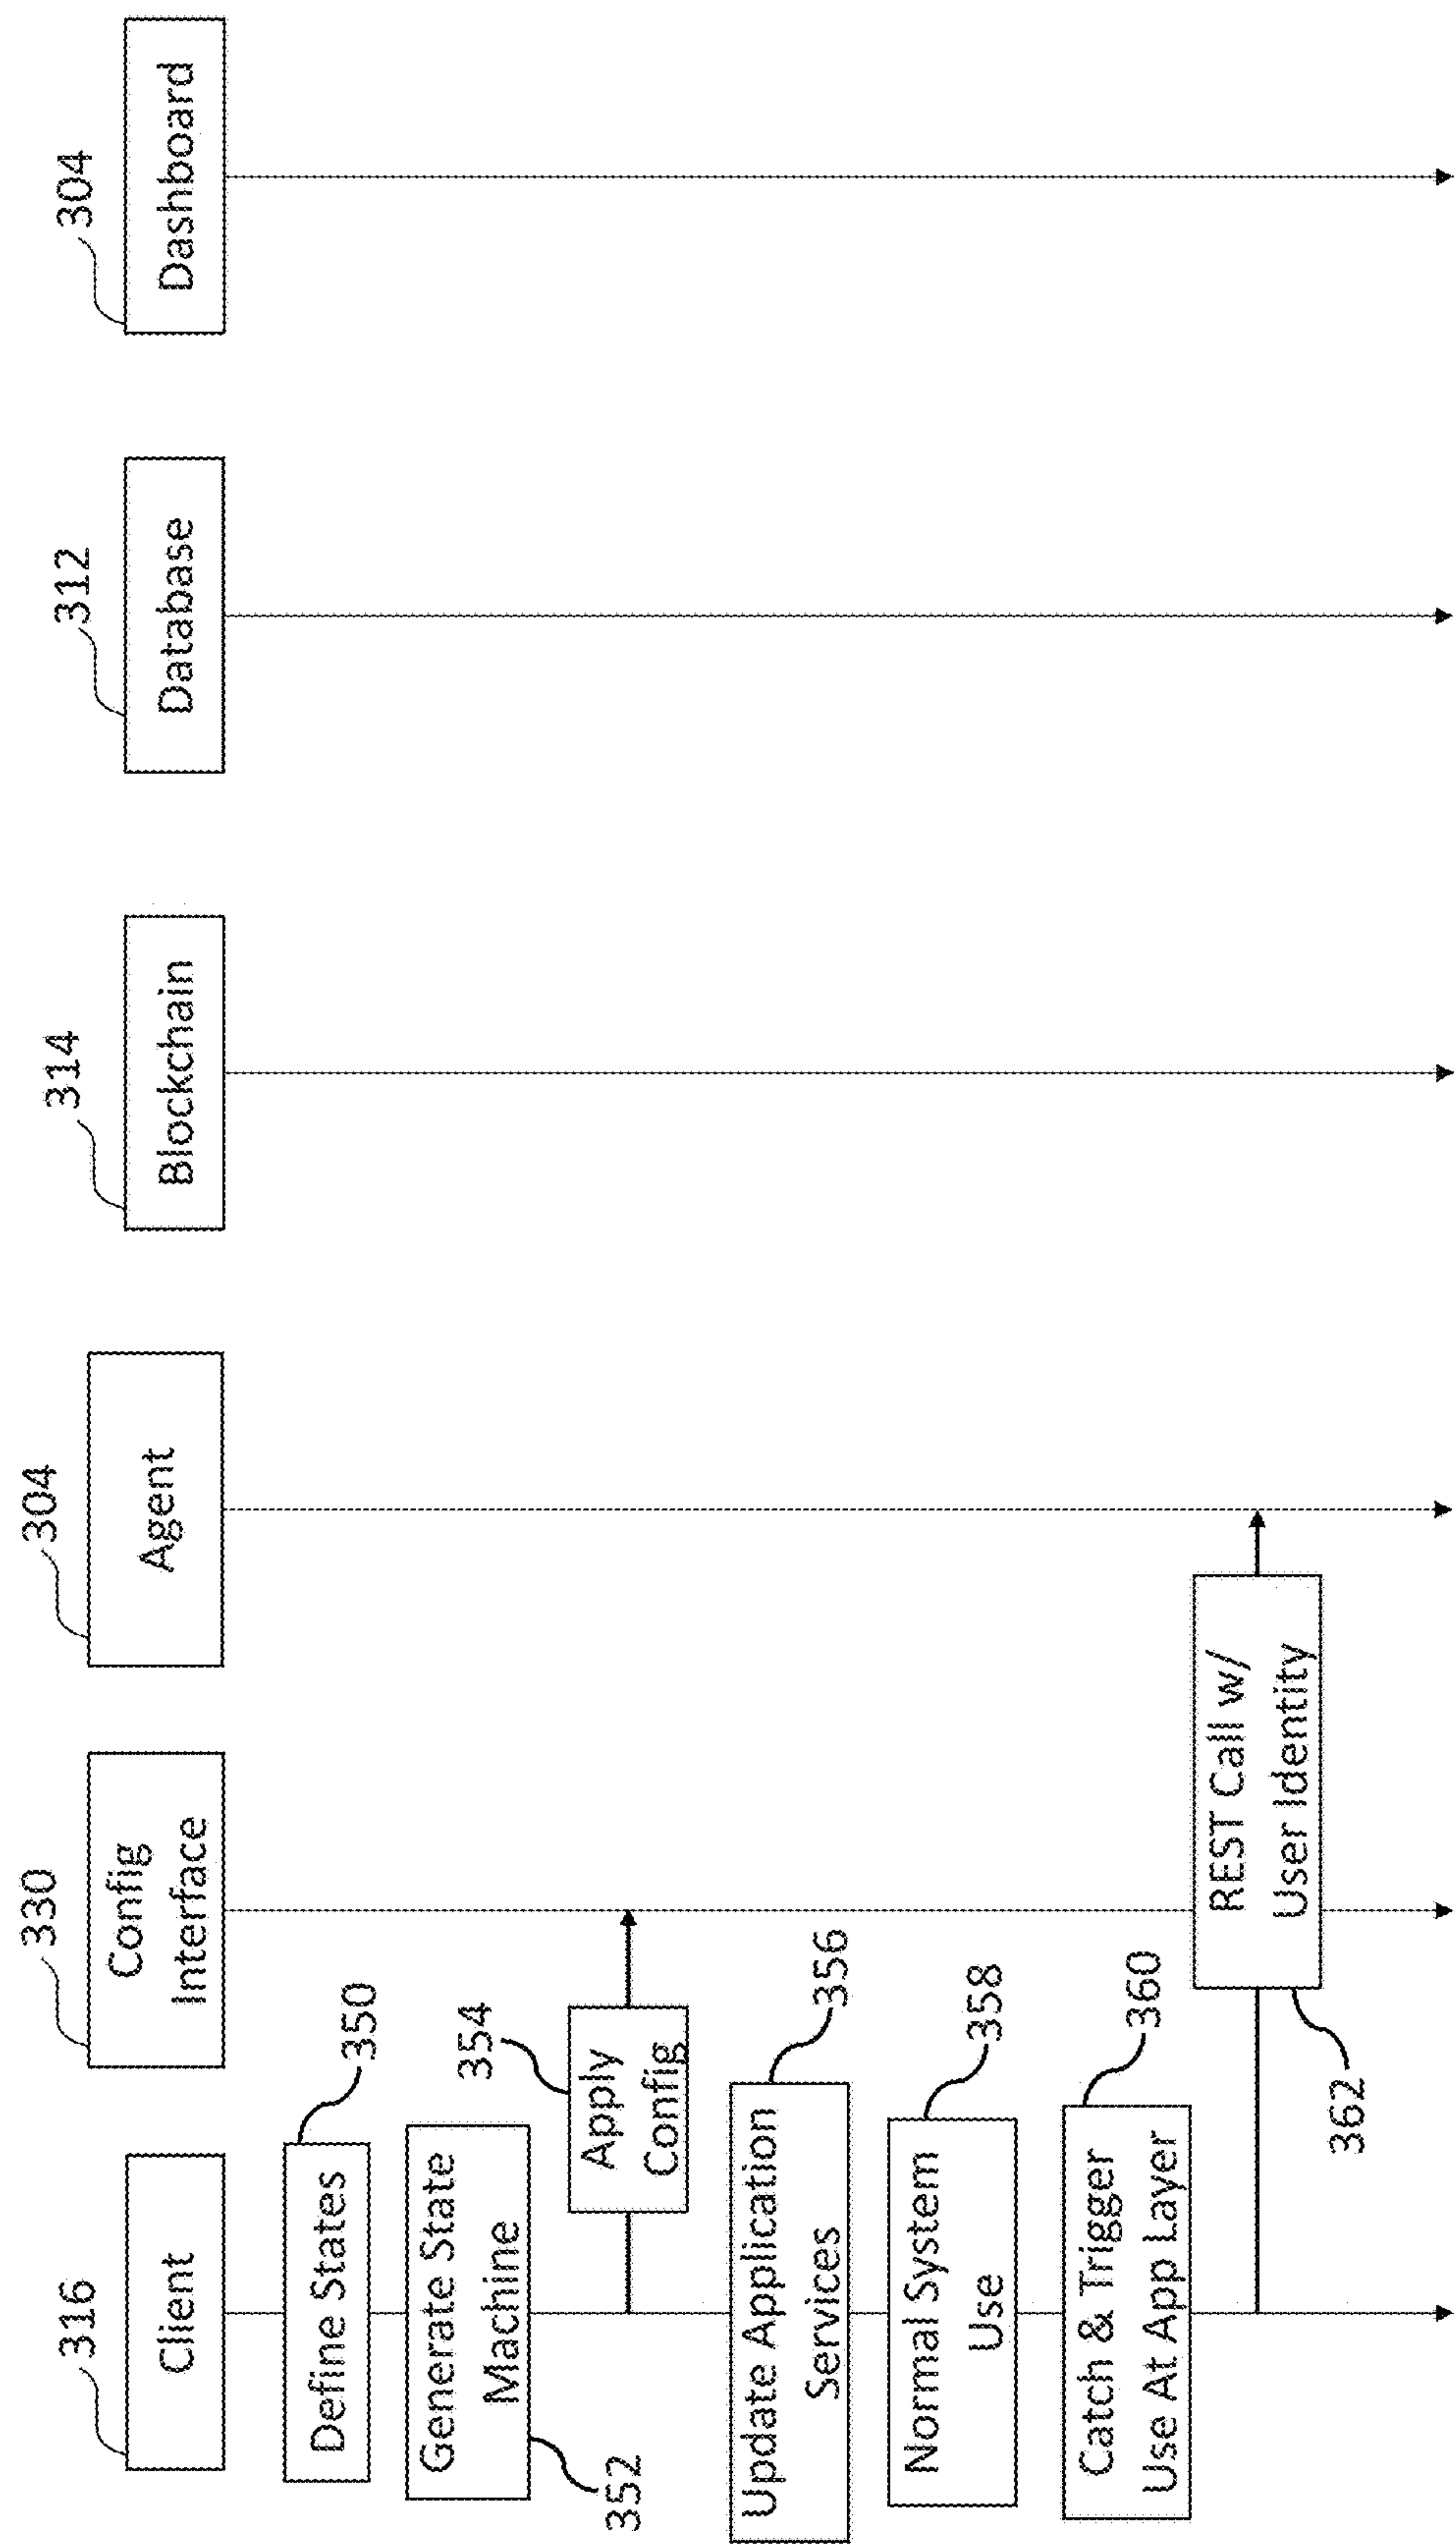 316
Client
330
Config
Interface
304
Agent
314
Blockchain
312
Database
304
Dashboard
Define States
350
Generate State
Machine
352
354
Apply
Config
Update Application
Services
356
Normal System
Use
358
Catch & Trigger
Use At App Layer
360
REST Call w/
User Identity
362